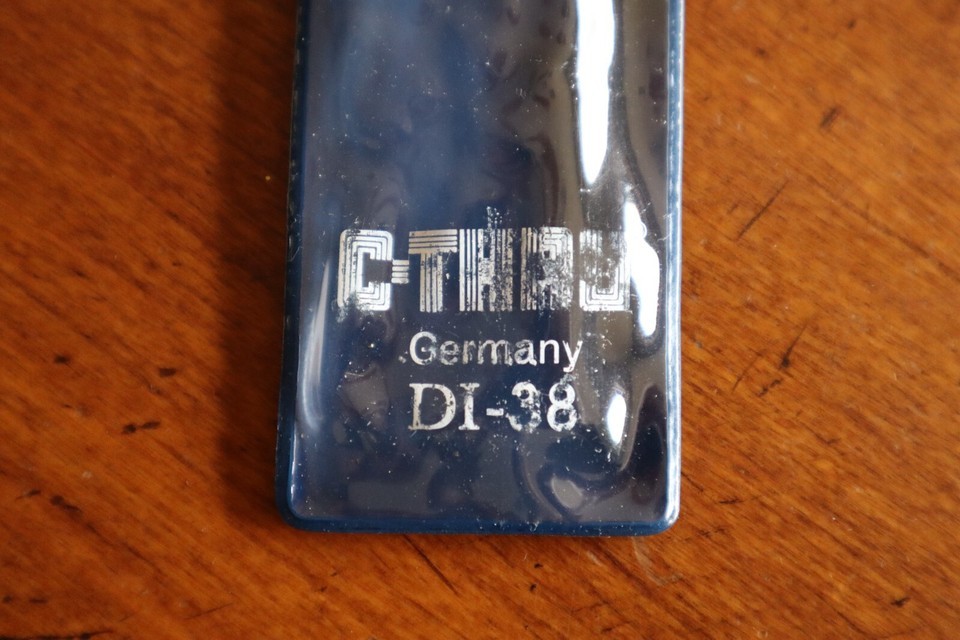 C-THRU
Germany
DI-38